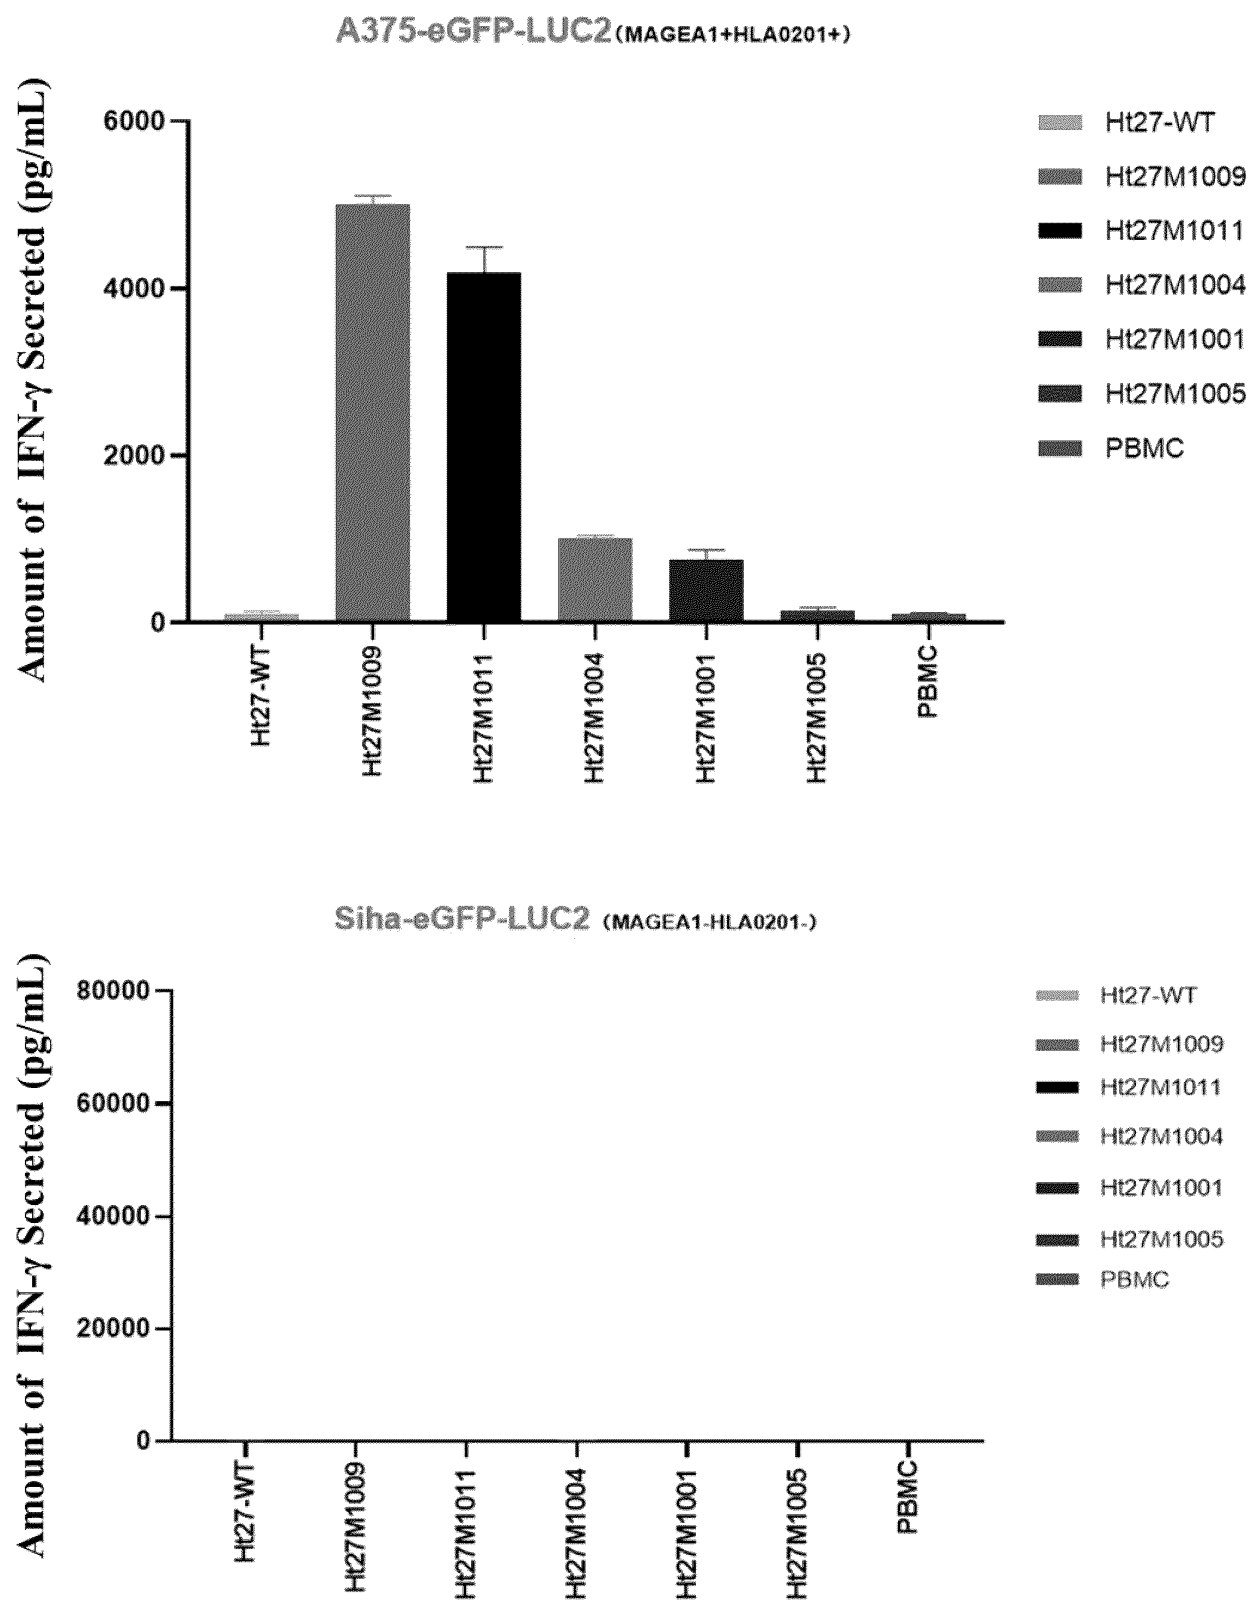 A375-eGFP-LUC2 (MAGEA1+HLA0201+)
Amount of IFN-γ Secreted (pg/mL)
6000
4000
2000
0
Ht27-WT
Ht27M1009
Ht27M1011
Ht27M1004
Ht27M1001
Ht27M1005
PBMC
Ht27-WT
Ht27M1009
Ht27M1011
Ht27M1004
Ht27M1001
Ht27M1005
PBMC
Siha-eGFP-LUC2 (MAGEA1-HLA0201-)
Amount of IFN-γ Secreted (pg/mL)
80000
60000
40000
20000
0
Ht27-WT
Ht27M1009
Ht27M1011
Ht27M1004
Ht27M1001
Ht27M1005
PBMC
Ht27-WT
Ht27M1009
Ht27M1011
Ht27M1004
Ht27M1001
Ht27M1005
PBMC